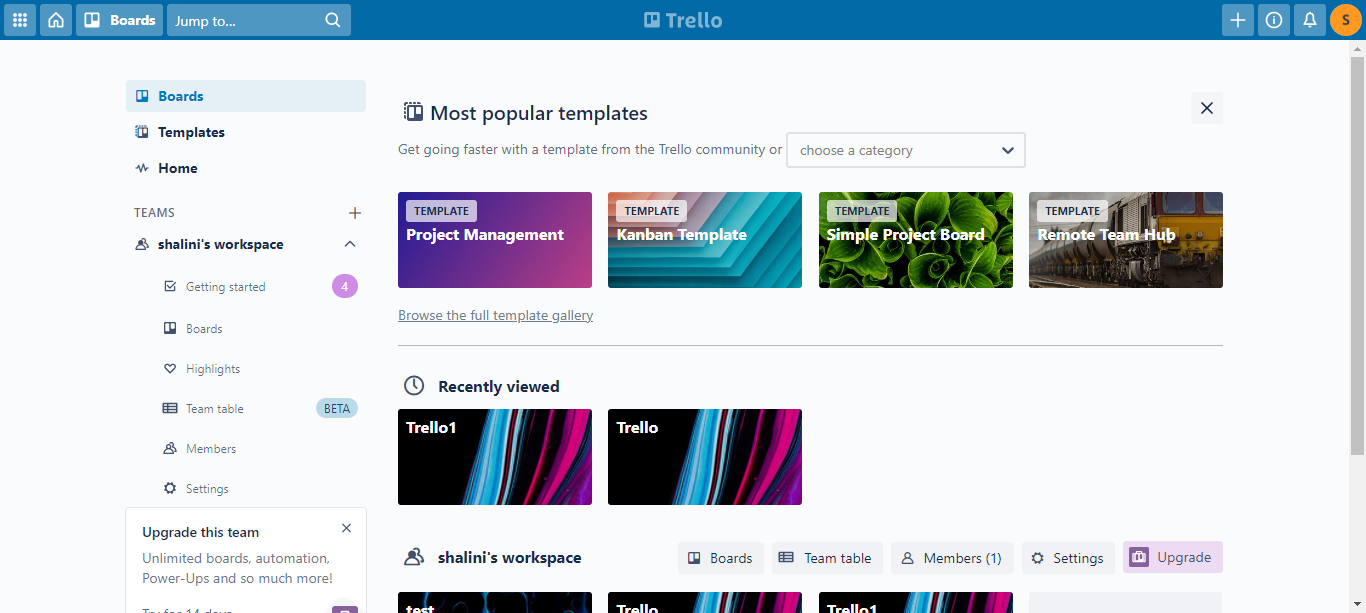 Boards
Jump to...
Trello
S
Boards
Templates
Home
TEAMS
shalini's workspace
Getting started
4
Boards
Highlights
Team table
BETA
Members
Settings
Upgrade this team
Unlimited boards, automation,
Power-Ups and so much more!
Try for 14 days
Most popular templates
Get going faster with a template from the Trello community or
choose a category
TEMPLATE
Project Management
TEMPLATE
Kanban Template
TEMPLATE
Simple Project Board
TEMPLATE
Remote Team Hub
Browse the full template gallery
Recently viewed
Trello1
Trello
shalini's workspace
Boards
Team table
Members (1)
Settings
Upgrade
test
Trello
Trello1